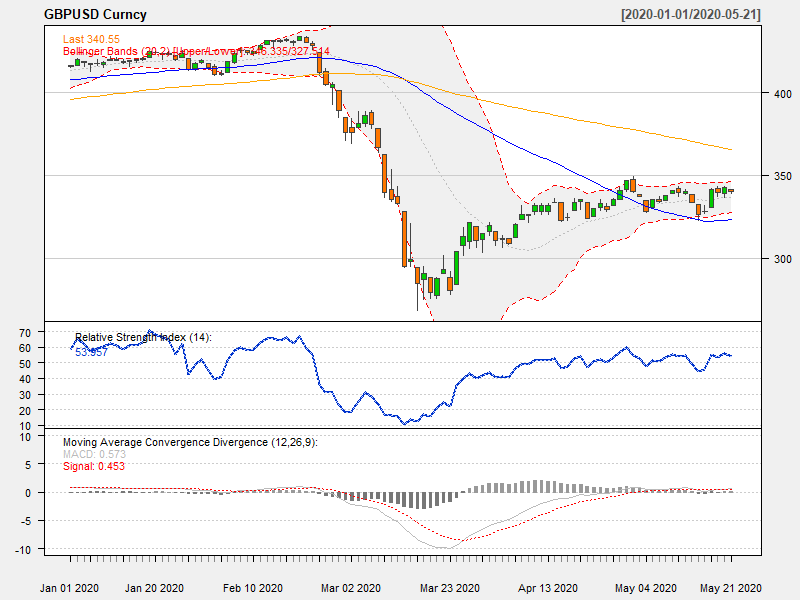 GBPUSD Curncy
[2020-01-01/2020-05-21]
Last 340.55
Bollinger Bands (20,2) [Upper/Lower]: 346.335/327.514
400
350
300
Relative Strength Index (14):
53.957
70
60
50
40
30
20
10
Moving Average Convergence Divergence (12,26,9):
MACD: 0.573
Signal: 0.453
10
5
0
-5
-10
Jan 01 2020 Jan 20 2020 Feb 10 2020 Mar 02 2020 Mar 23 2020 Apr 13 2020 May 04 2020 May 21 2020